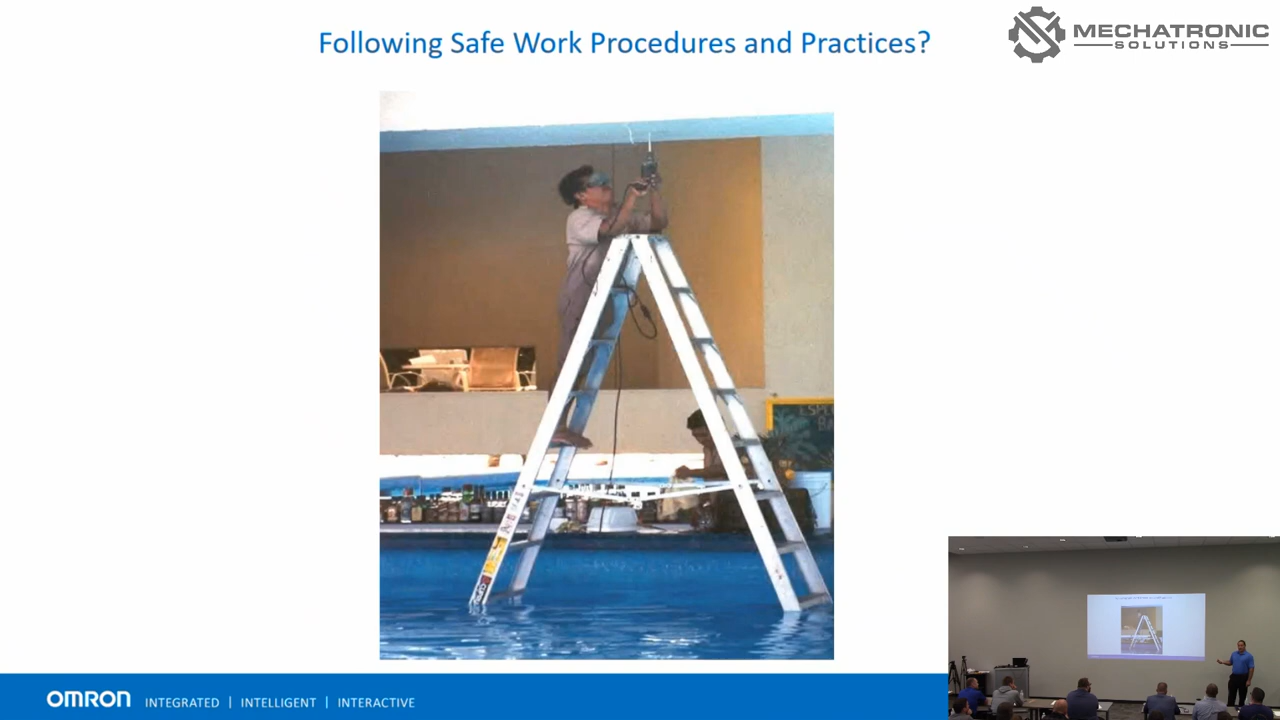 Following Safe Work Procedures and Practices?
MECHATRONIC
SOLUTIONS
OMRON INTEGRATED | INTELLIGENT | INTERACTIVE